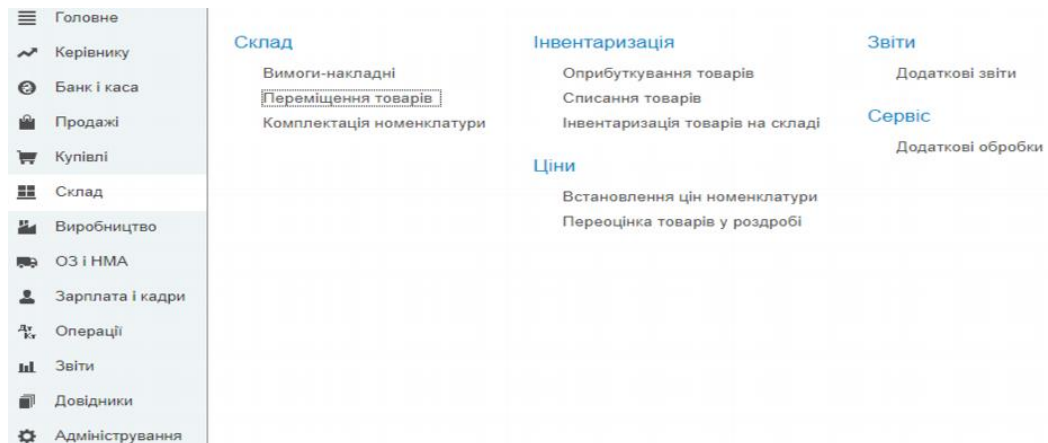 Головне
Керівнику
Банк і каса
Продажі
Купівлі
Склад
Виробництво
ОЗ і НМА
Зарплата і кадри
Операції
Звіти
Довідники
Адміністрування
Склад
Вимоги-накладні
Переміщення товарів
Комплектація номенклатури
Інвентаризація
Оприбуткування товарів
Списання товарів
Інвентаризація товарів на складі
Ціни
Встановлення цін номенклатури
Переоцінка товарів у роздробі
Звіти
Додаткові звіти
Сервіс
Додаткові обробки